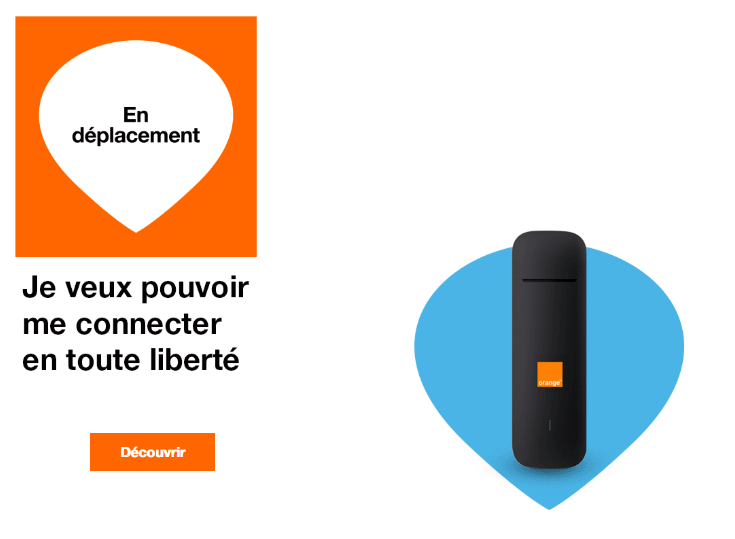 En
déplacement
Je veux pouvoir
me connecter
en toute liberté
Découvrir
orange